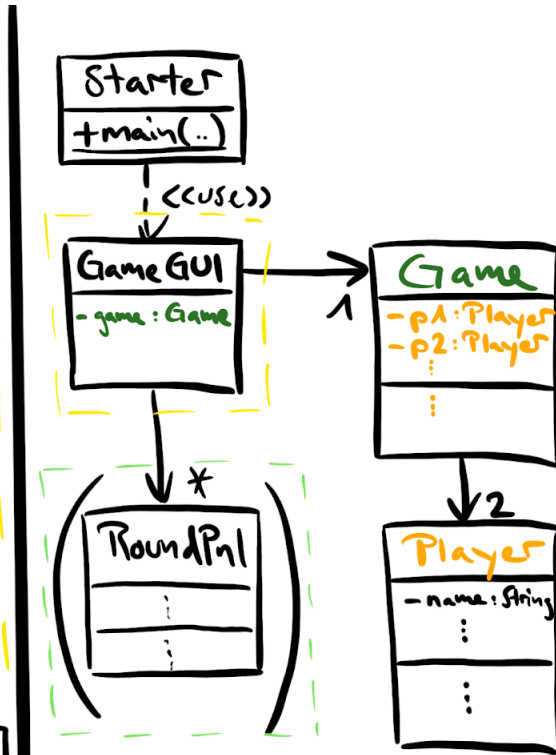 Starter
+main(..)
<<use>>
GameGUI
- game : Game
1
Game
- p1: Player
- p2: Player
*
RoundPnl
2
Player
- name: String